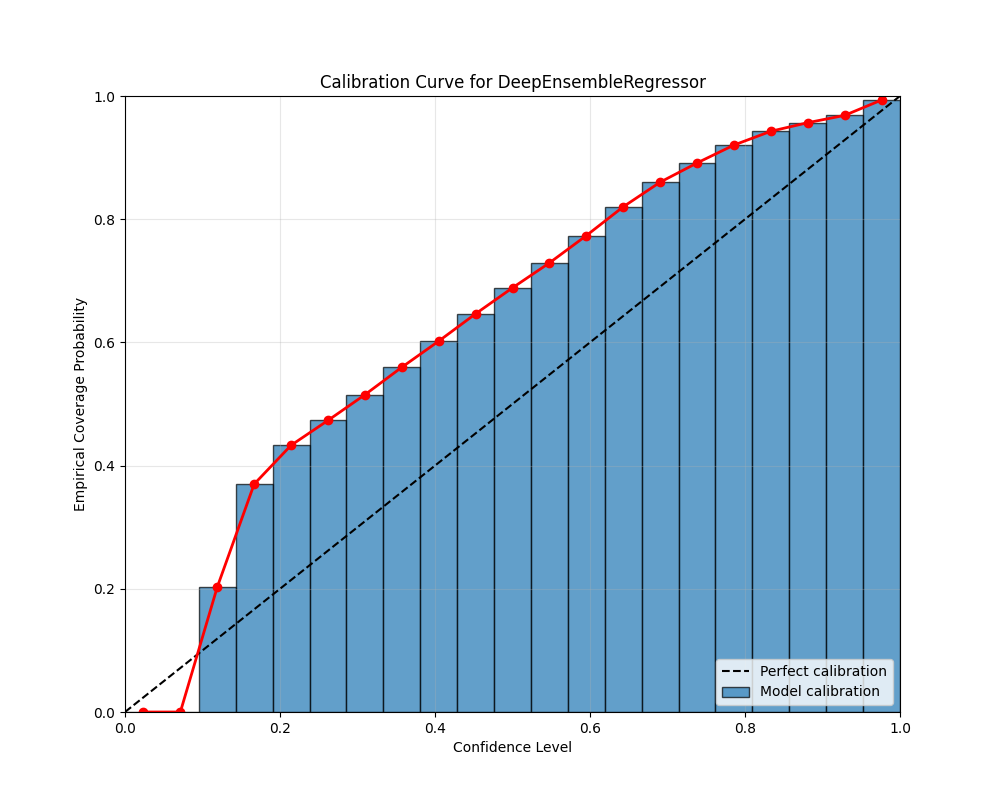 Calibration Curve for DeepEnsembleRegressor
1.0
0.8
0.6
0.4
0.2
0.0
Empirical Coverage Probability
0.0 0.2 0.4 0.6 0.8 1.0
Confidence Level
Perfect calibration
Model calibration